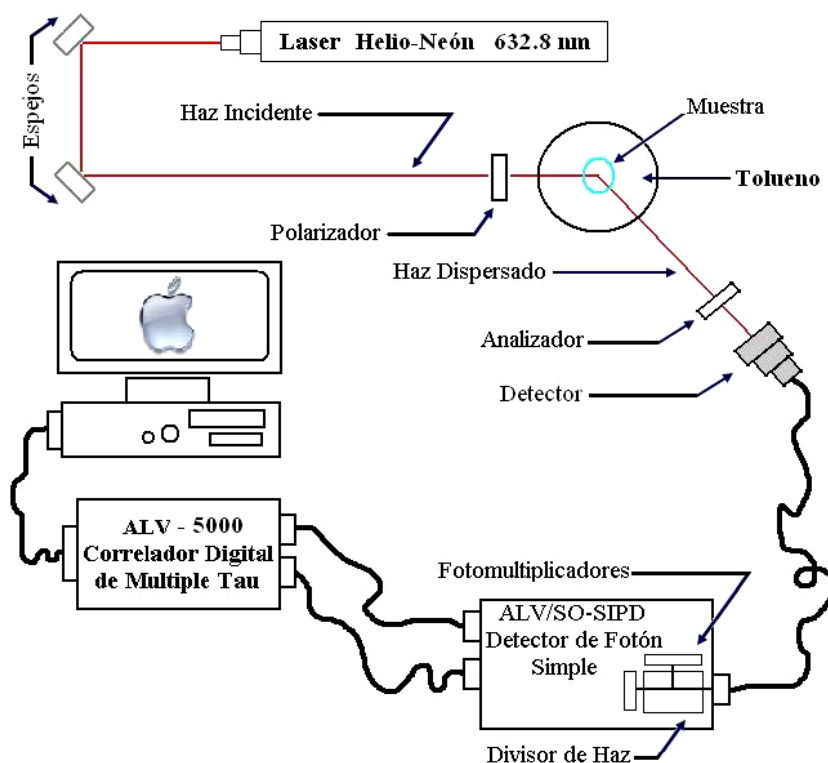 Laser Helio-Neón 632.8 nm
Espejos
Haz Incidente
Muestra
Tolueno
Polarizador
Haz Dispersado
Analizador
Detector
ALV - 5000
Correlador Digital
de Multiple Tau
Fotomultiplicadores
ALV/SO-SIPD
Detector de Fotón
Simple
Divisor de Haz